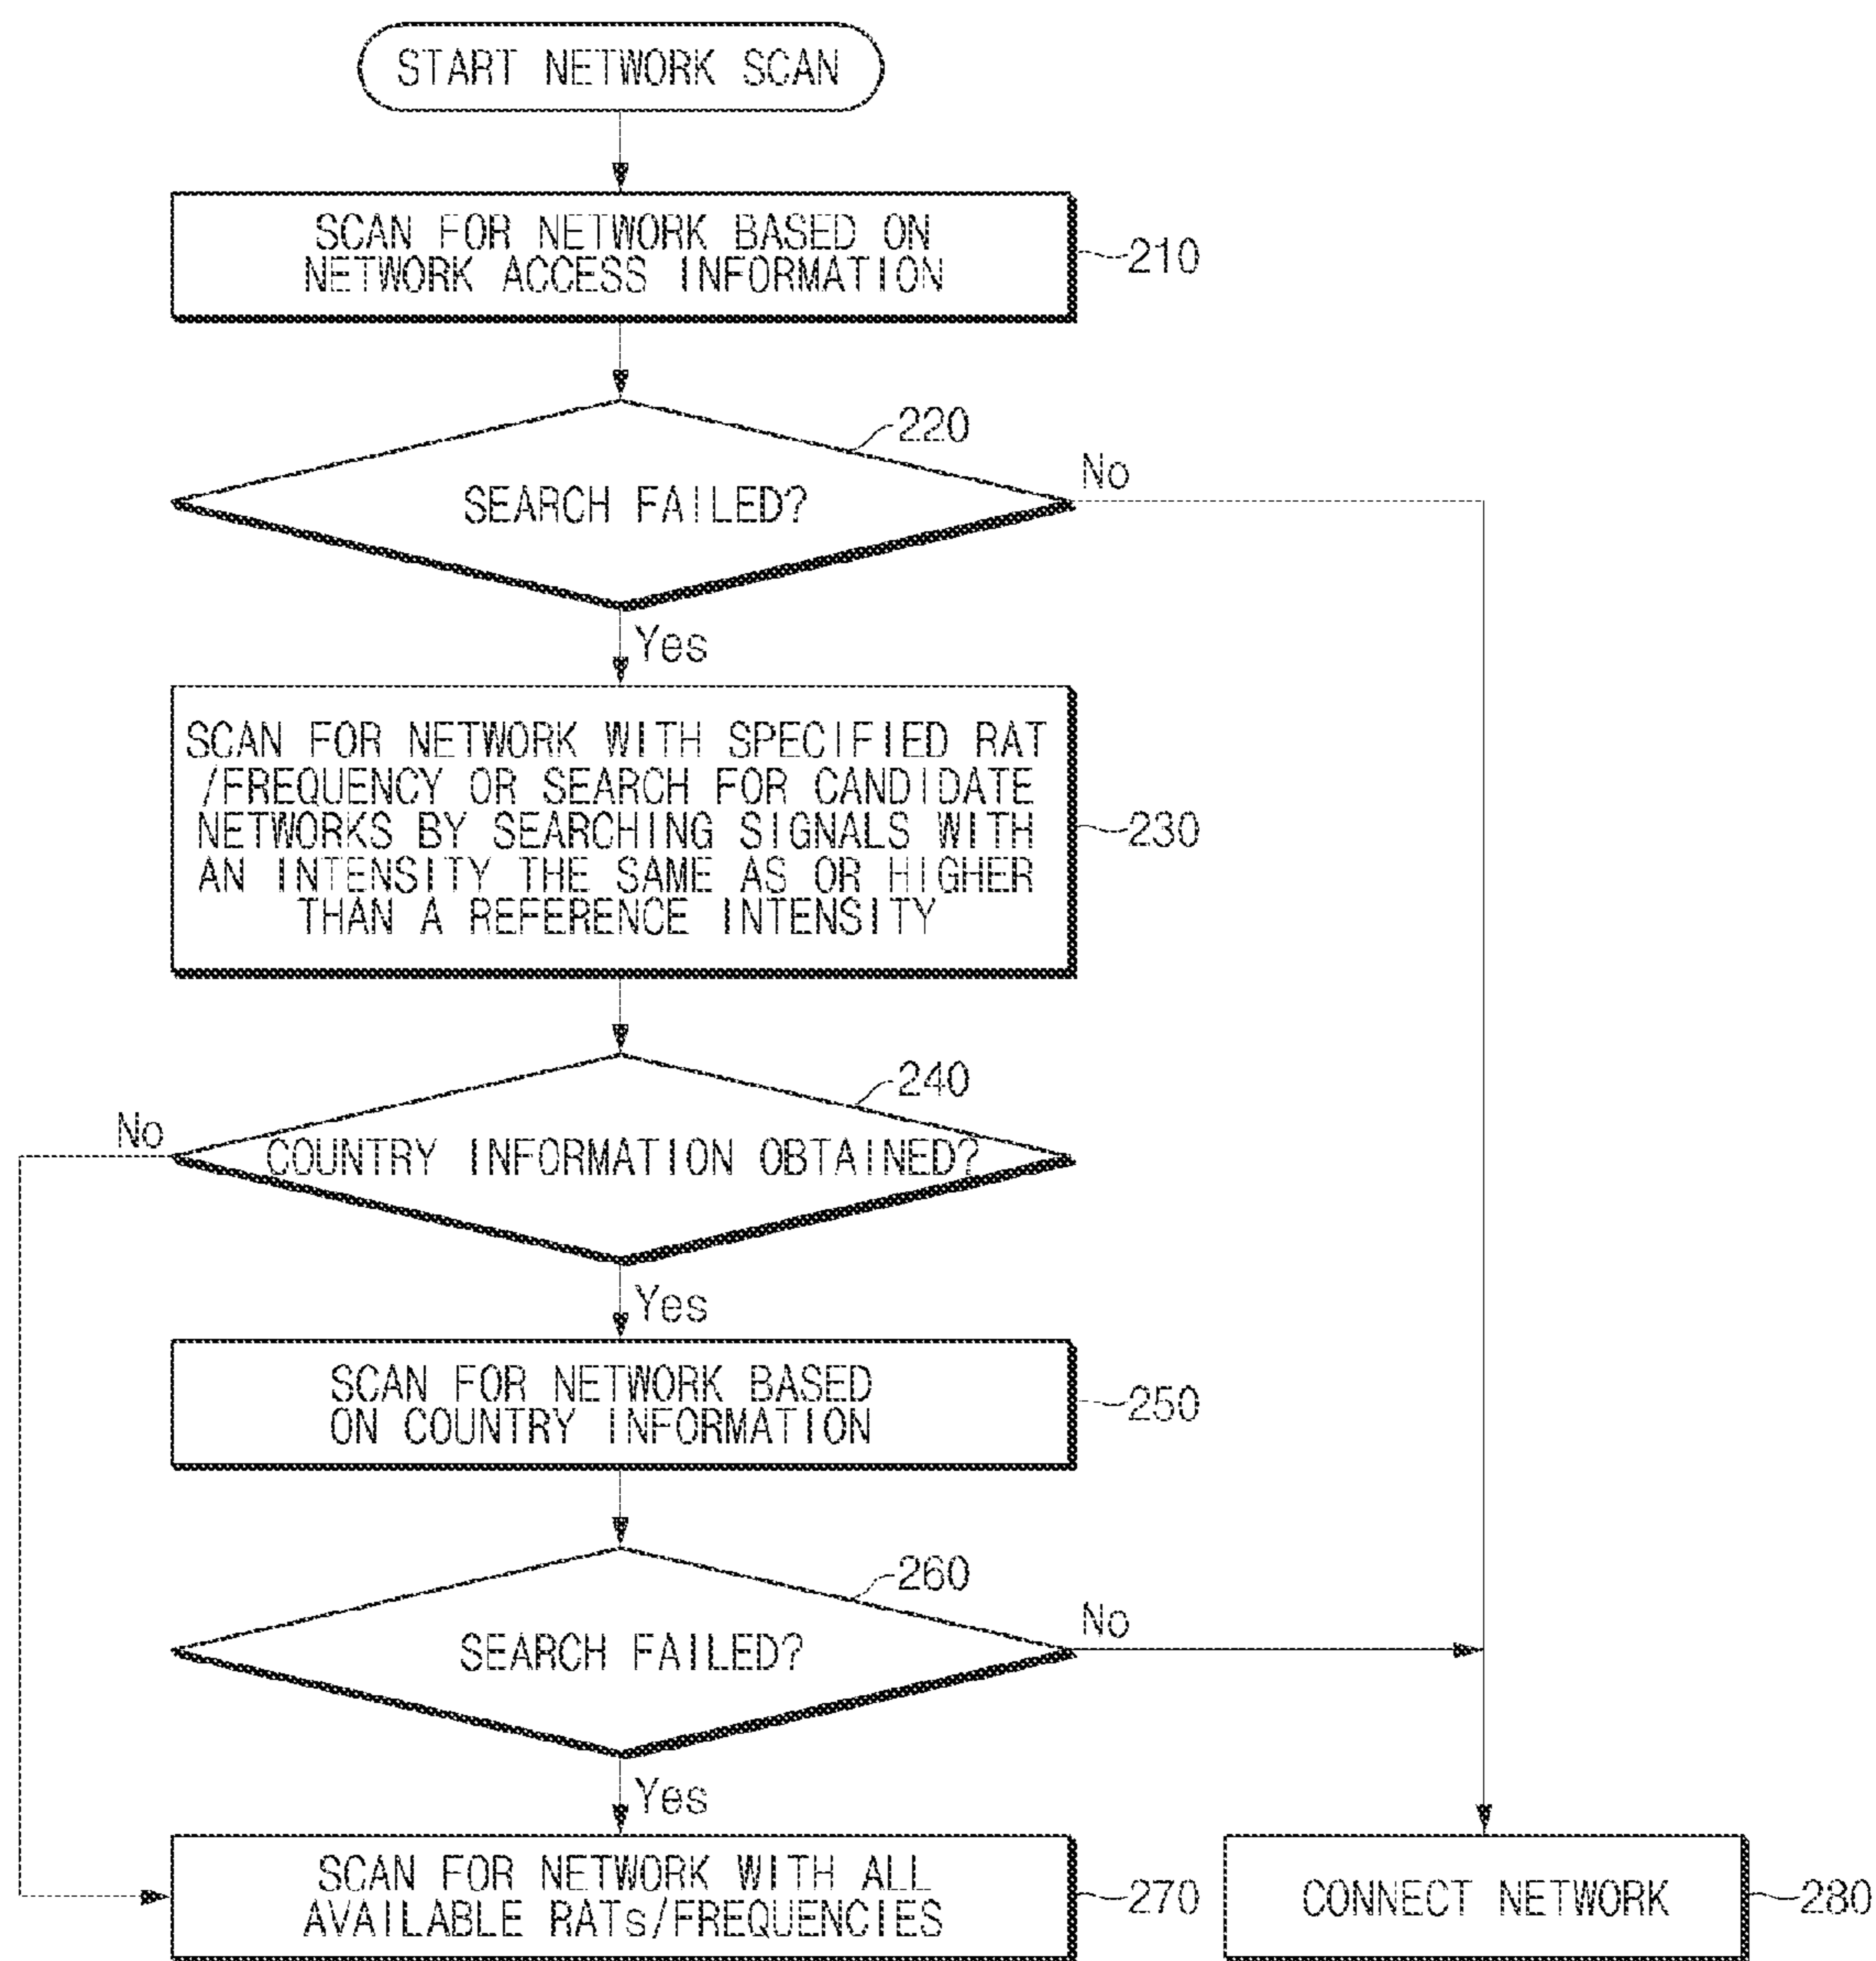 START NETWORK SCAN
SCAN FOR NETWORK BASED ON
NETWORK ACCESS INFORMATION
210
220
SEARCH FAILED?
No
Yes
SCAN FOR NETWORK WITH SPECIFIED RAT
/FREQUENCY OR SEARCH FOR CANDIDATE
NETWORKS BY SEARCHING SIGNALS WITH
AN INTENSITY THE SAME AS OR HIGHER
THAN A REFERENCE INTENSITY
230
240
No
COUNTRY INFORMATION OBTAINED?
Yes
SCAN FOR NETWORK BASED
ON COUNTRY INFORMATION
250
260
SEARCH FAILED?
No
Yes
SCAN FOR NETWORK WITH ALL
AVAILABLE RATs/FREQUENCIES
270
CONNECT NETWORK
280